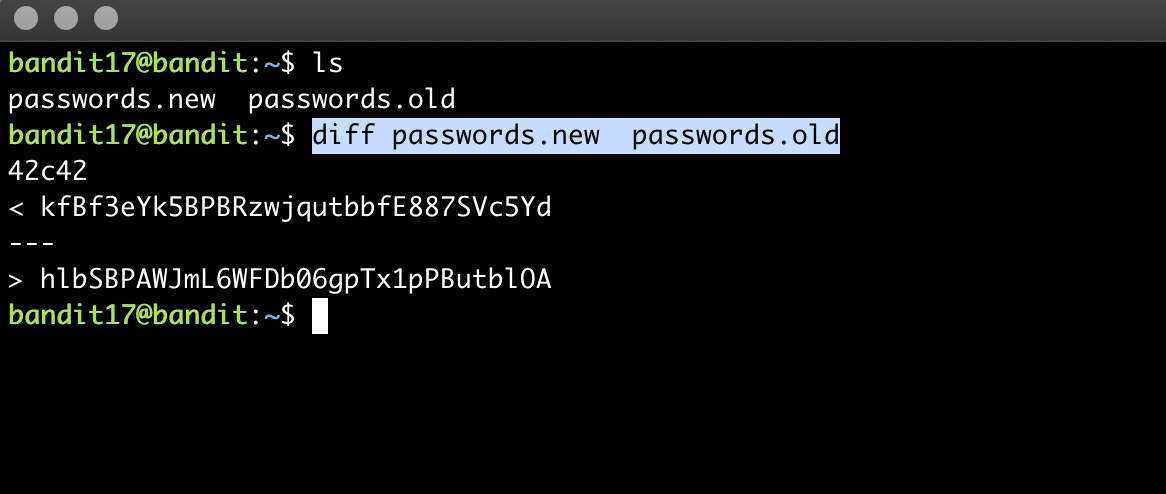 bandit17@bandit:~$ ls
passwords.new  passwords.old
bandit17@bandit:~$ diff passwords.new  passwords.old
42c42
< kfBf3eYk5BPBRzwjqutbbfE887SVc5Yd
---
> hlbSBPAWJmL6WFDb06gpTx1pPButblOA
bandit17@bandit:~$